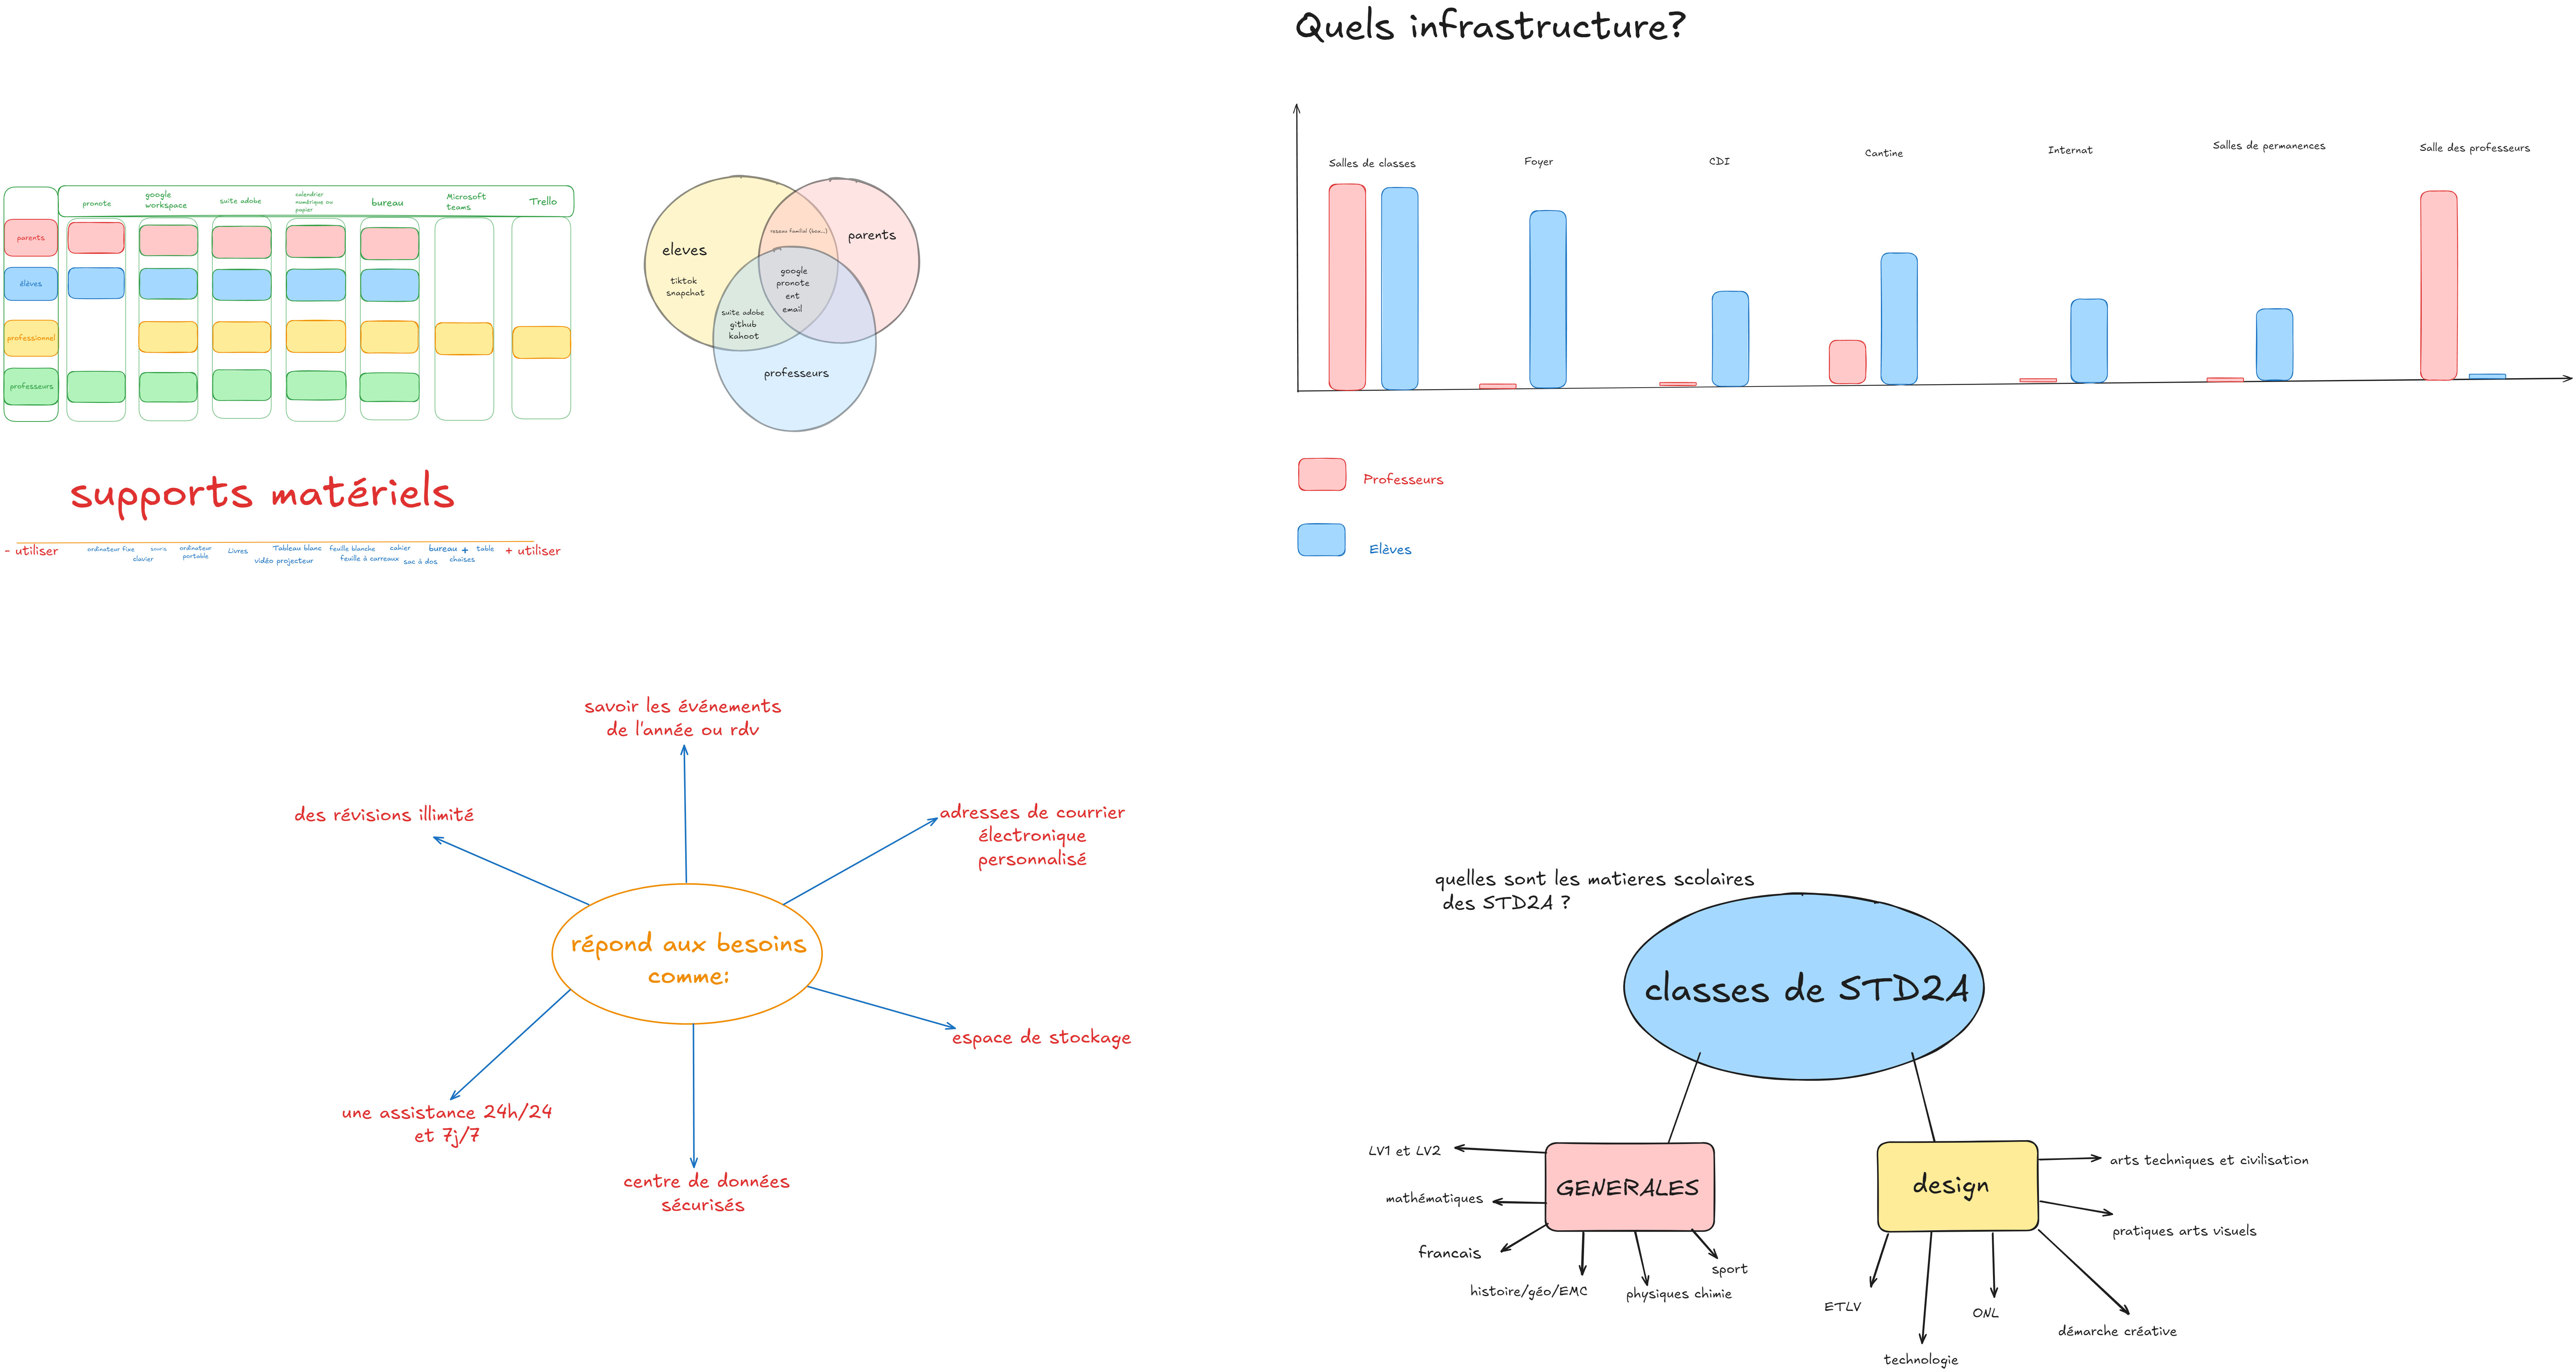 Quels infrastructure?
pronote
google
workspace
suite adobe
calendrier
numérique ou
papier
bureau
Microsoft
teams
Trello
parents
élèves
professionnel
professeurs
eleves
tiktok
snapchat
reseau familial (box...)
parents
google
pronote
ent
email
suite adobe
github
kahoot
professeurs
Salles de classes
Foyer
CDI
Cantine
Internat
Salles de permanences
Salle des professeurs
Professeurs
Elèves
supports matériels
- utiliser
ordinateur fixe
clavier
souris
ordinateur
portable
Livres
Tableau blanc
vidéo projecteur
feuille blanche
feuille à carreaux
cahier
sac à dos
bureau +
chaises
table
+ utiliser
savoir les événements
de l'année ou rdv
des révisions illimité
adresses de courrier
électronique
personnalisé
répond aux besoins
comme:
espace de stockage
une assistance 24h/24
et 7j/7
centre de données
sécurisés
quelles sont les matieres scolaires
des STD2A ?
classes de STD2A
GENERALES
LV1 et LV2
mathématiques
francais
histoire/géo/EMC
physiques chimie
sport
design
arts techniques et civilisation
pratiques arts visuels
ETLV
technologie
ONL
démarche créative